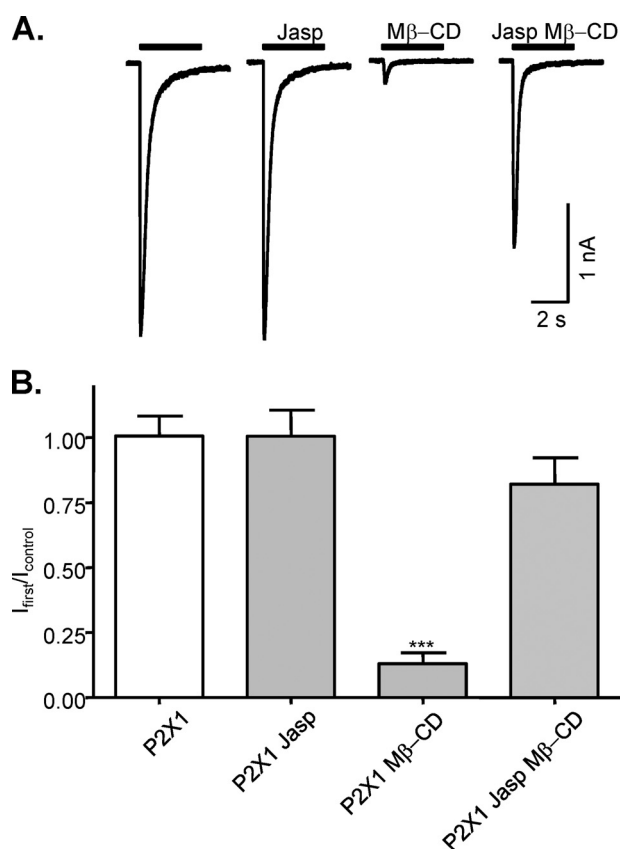 A.
Jasp Mβ–CD Jasp Mβ–CD
1 nA
2 s
B.
1.00
0.75
0.50
0.25
0.00
Ifirst/Icontrol
***
P2X1
P2X1 Jasp
P2X1 Mβ–CD
P2X1 Jasp Mβ–CD